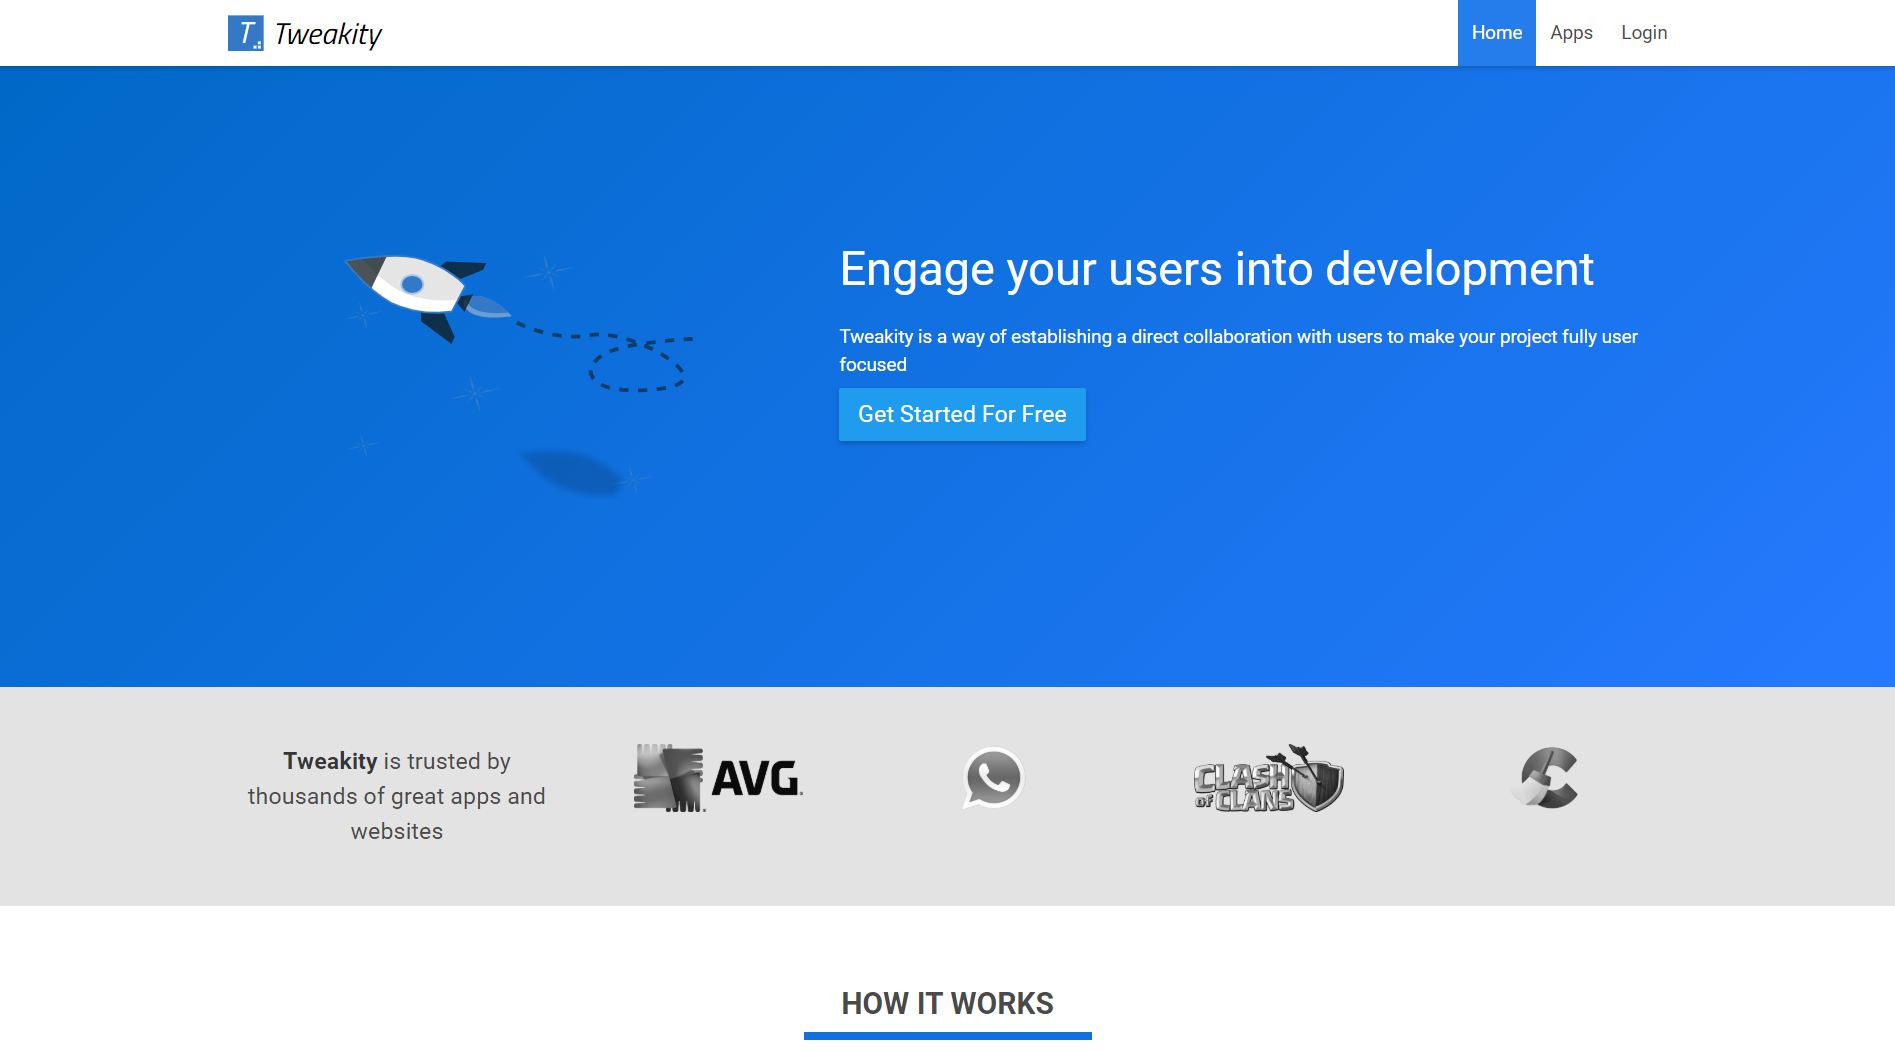 T Tweakity
Home Apps Login
Engage your users into development
Tweakity is a way of establishing a direct collaboration with users to make your project fully user
focused
Get Started For Free
Tweakity is trusted by
thousands of great apps and
websites
AVG
CLASH
OF CLANS
HOW IT WORKS